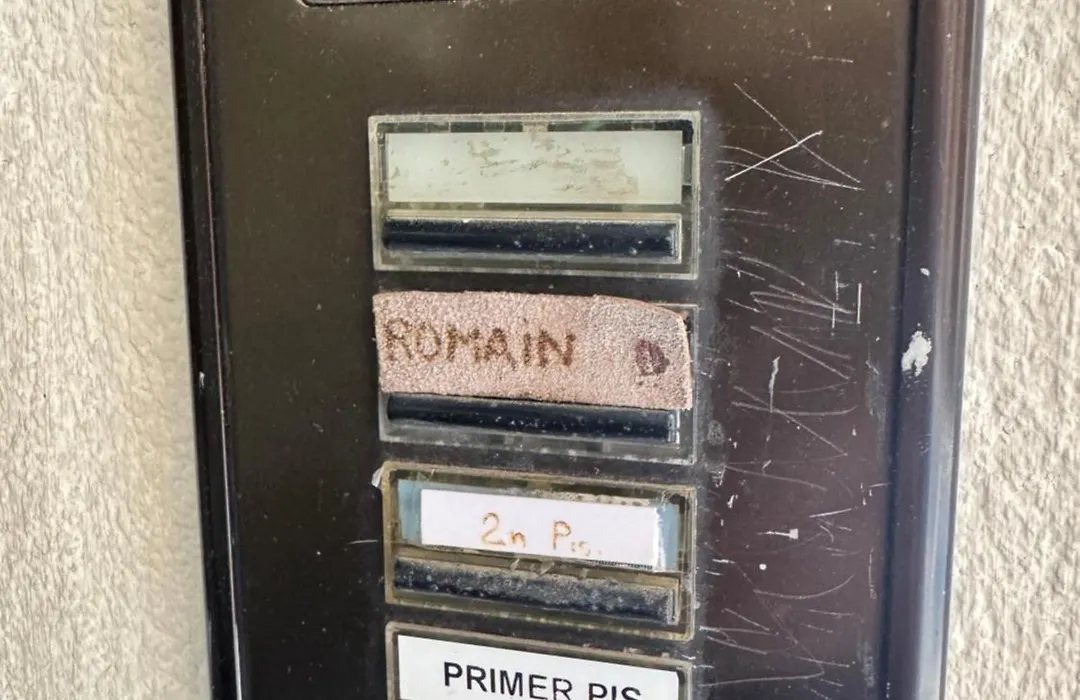 ROMAiN
2n Pis.
PRIMER PIS